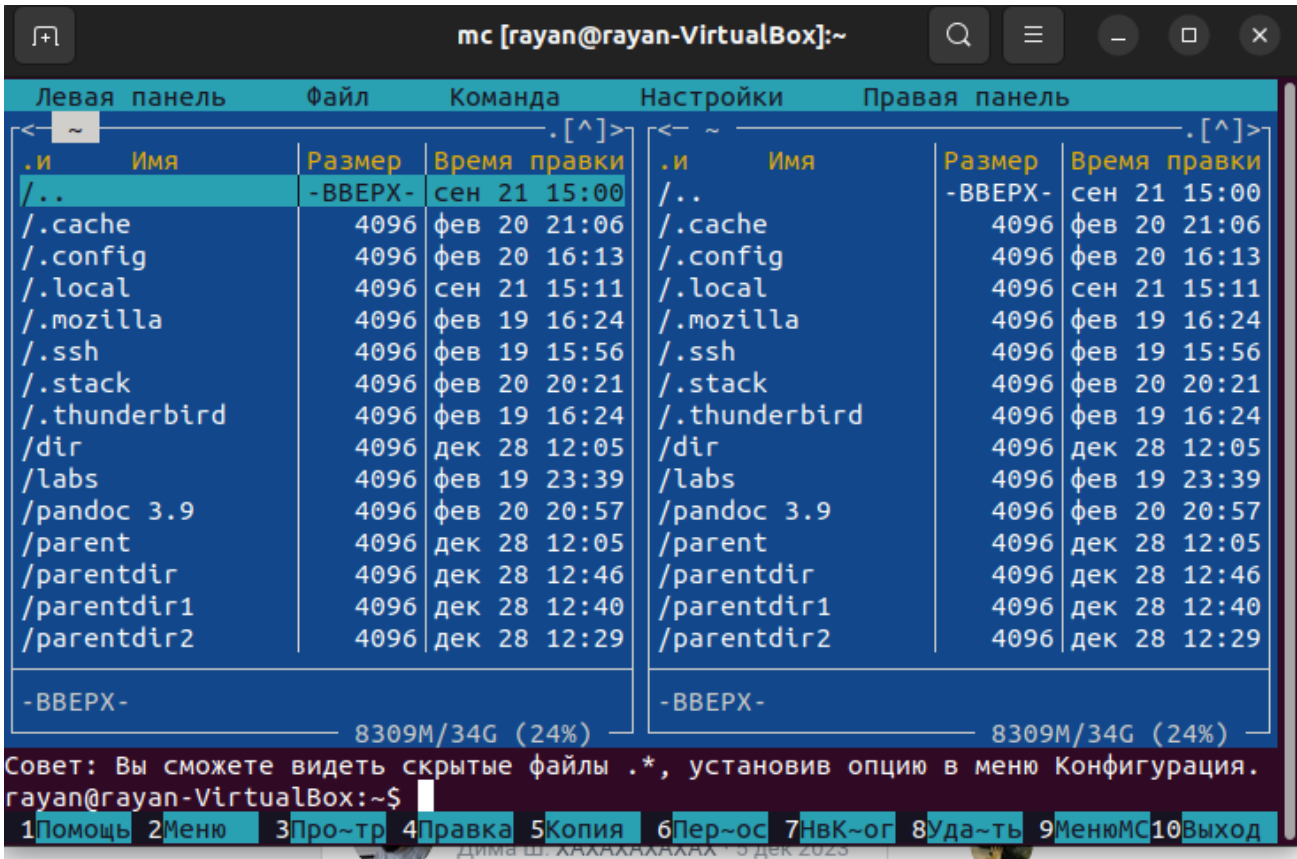 mc [rayan@rayan-VirtualBox]:~
Левая панель Файл Команда Настройки Правая панель
<─ ~ ─.[^]> <─ ~ ─.[^]>
.и Имя Размер Время правки .и Имя Размер Время правки
/.. -ВВЕРХ- сен 21 15:00 /.. -ВВЕРХ- сен 21 15:00
/.cache 4096 фев 20 21:06 /.cache 4096 фев 20 21:06
/.config 4096 фев 20 16:13 /.config 4096 фев 20 16:13
/.local 4096 сен 21 15:11 /.local 4096 сен 21 15:11
/.mozilla 4096 фев 19 16:24 /.mozilla 4096 фев 19 16:24
/.ssh 4096 фев 19 15:56 /.ssh 4096 фев 19 15:56
/.stack 4096 фев 20 20:21 /.stack 4096 фев 20 20:21
/.thunderbird 4096 фев 19 16:24 /.thunderbird 4096 фев 19 16:24
/dir 4096 дек 28 12:05 /dir 4096 дек 28 12:05
/labs 4096 фев 19 23:39 /labs 4096 фев 19 23:39
/pandoc 3.9 4096 фев 20 20:57 /pandoc 3.9 4096 фев 20 20:57
/parent 4096 дек 28 12:05 /parent 4096 дек 28 12:05
/parentdir 4096 дек 28 12:46 /parentdir 4096 дек 28 12:46
/parentdir1 4096 дек 28 12:40 /parentdir1 4096 дек 28 12:40
/parentdir2 4096 дек 28 12:29 /parentdir2 4096 дек 28 12:29
-ВВЕРХ- -ВВЕРХ-
8309M/34G (24%) 8309M/34G (24%)
Совет: Вы сможете видеть скрытые файлы .*, установив опцию в меню Конфигурация.
rayan@rayan-VirtualBox:~$
1Помощь 2Меню 3Про~тр 4Правка 5Копия 6Пер~ос 7НвК~ог 8Уда~ть 9МенюMC10Выход
Дима Ш. ХАХАХАХАХАХ · 5 дек 2023